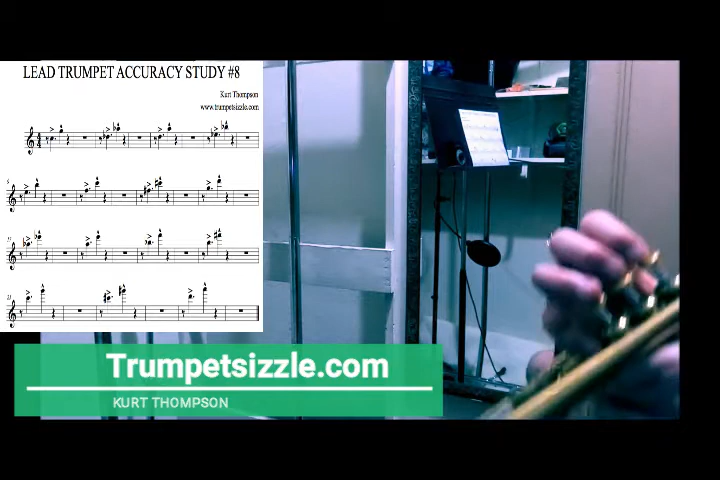 LEAD TRUMPET ACCURACY STUDY #8
Kurt Thompson
www.trumpetsizzle.com
Trumpetsizzle.com
KURT THOMPSON